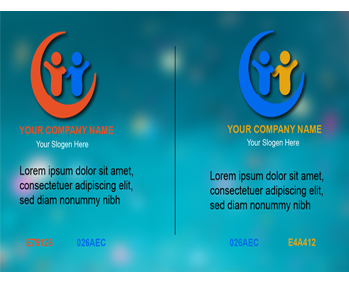 YOUR COMPANY NAME
Your Slogen Here
Lorem ipsum dolor sit amet,
consectetuer adipiscing elit,
sed diam nonummy nibh
026AEC
YOUR COMPANY NAME
Your Slogen Here
Lorem ipsum dolor sit amet,
consectetuer adipiscing elit,
sed diam nonummy nibh
026AEC E4A412